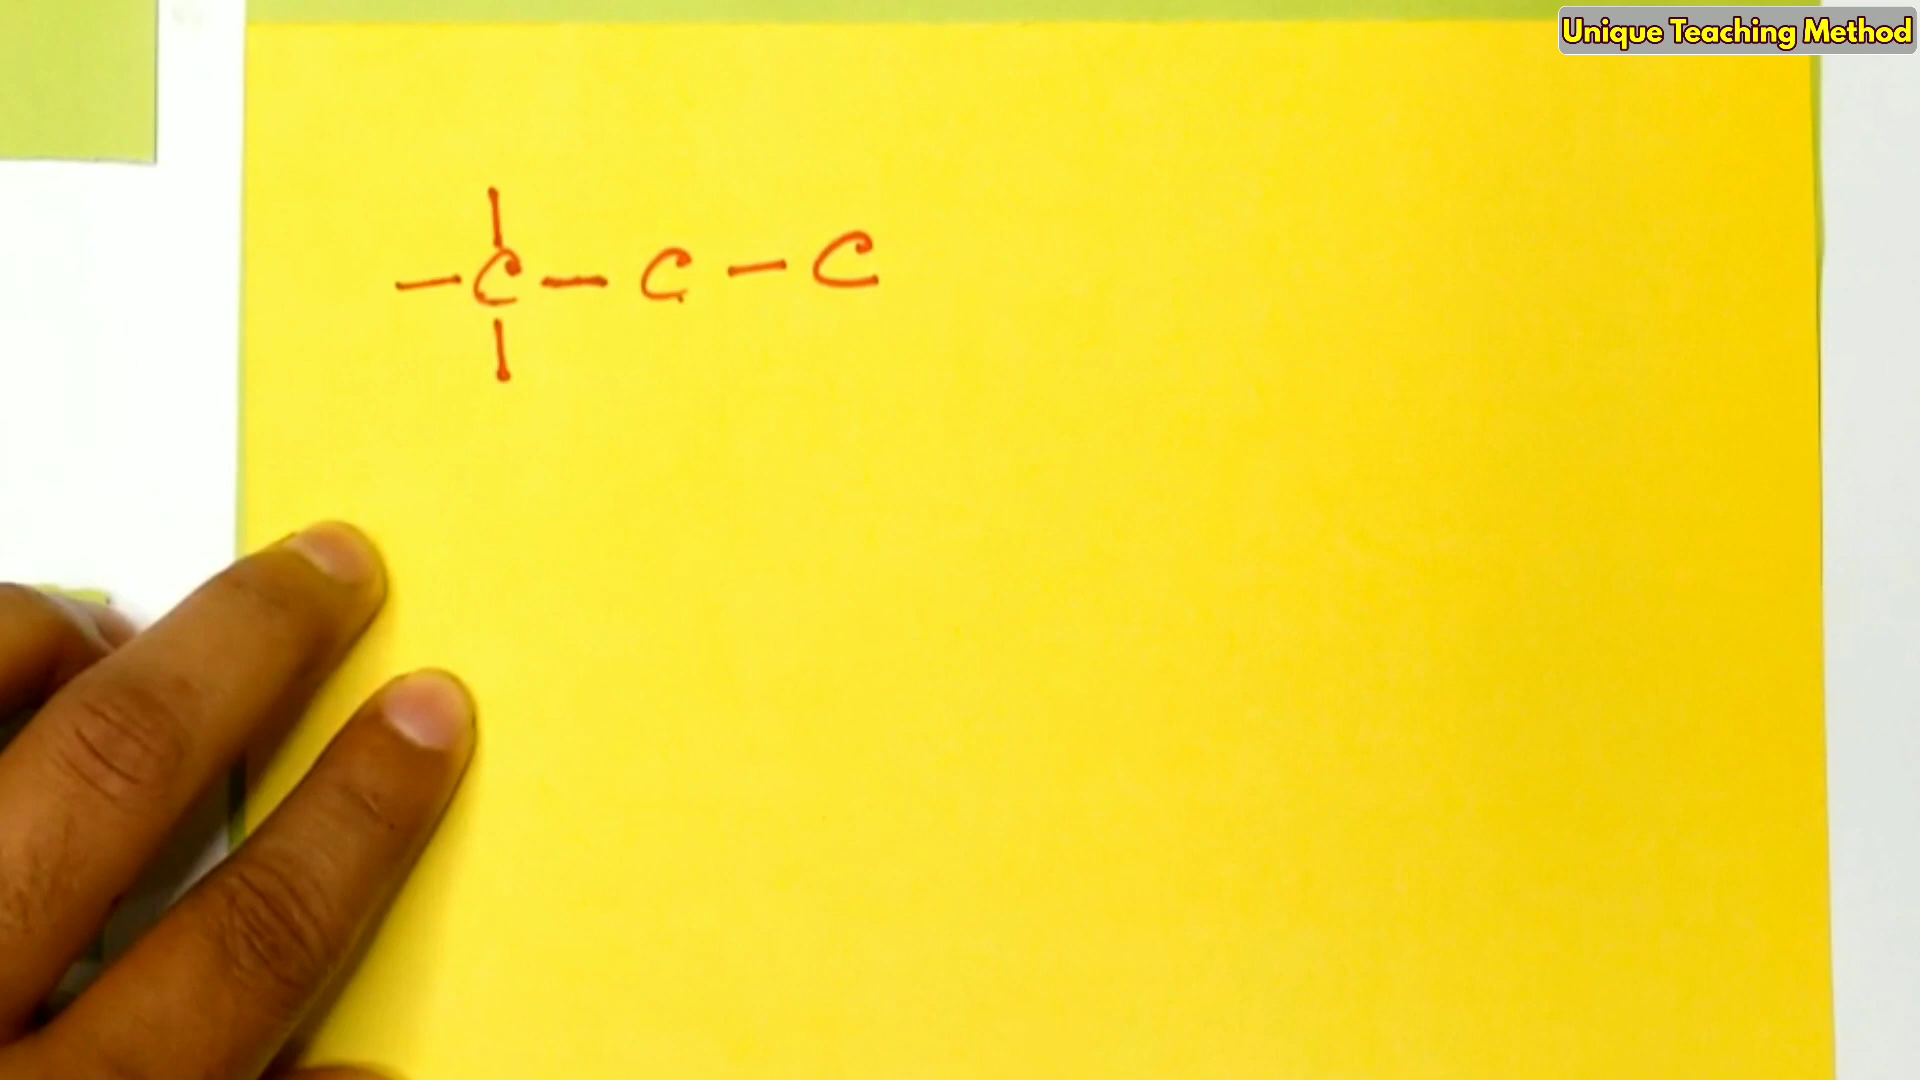 Unique Teaching Method
– C – C – C